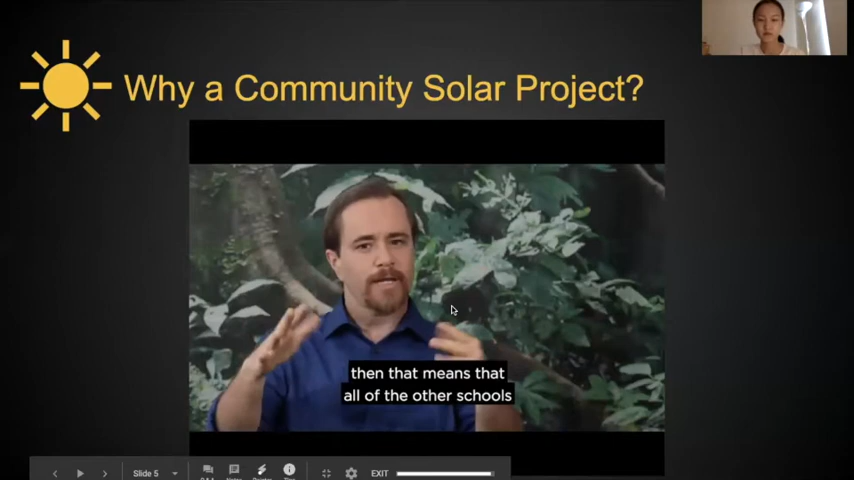 Why a Community Solar Project?
then that means that
all of the other schools
Slide 5
EXIT